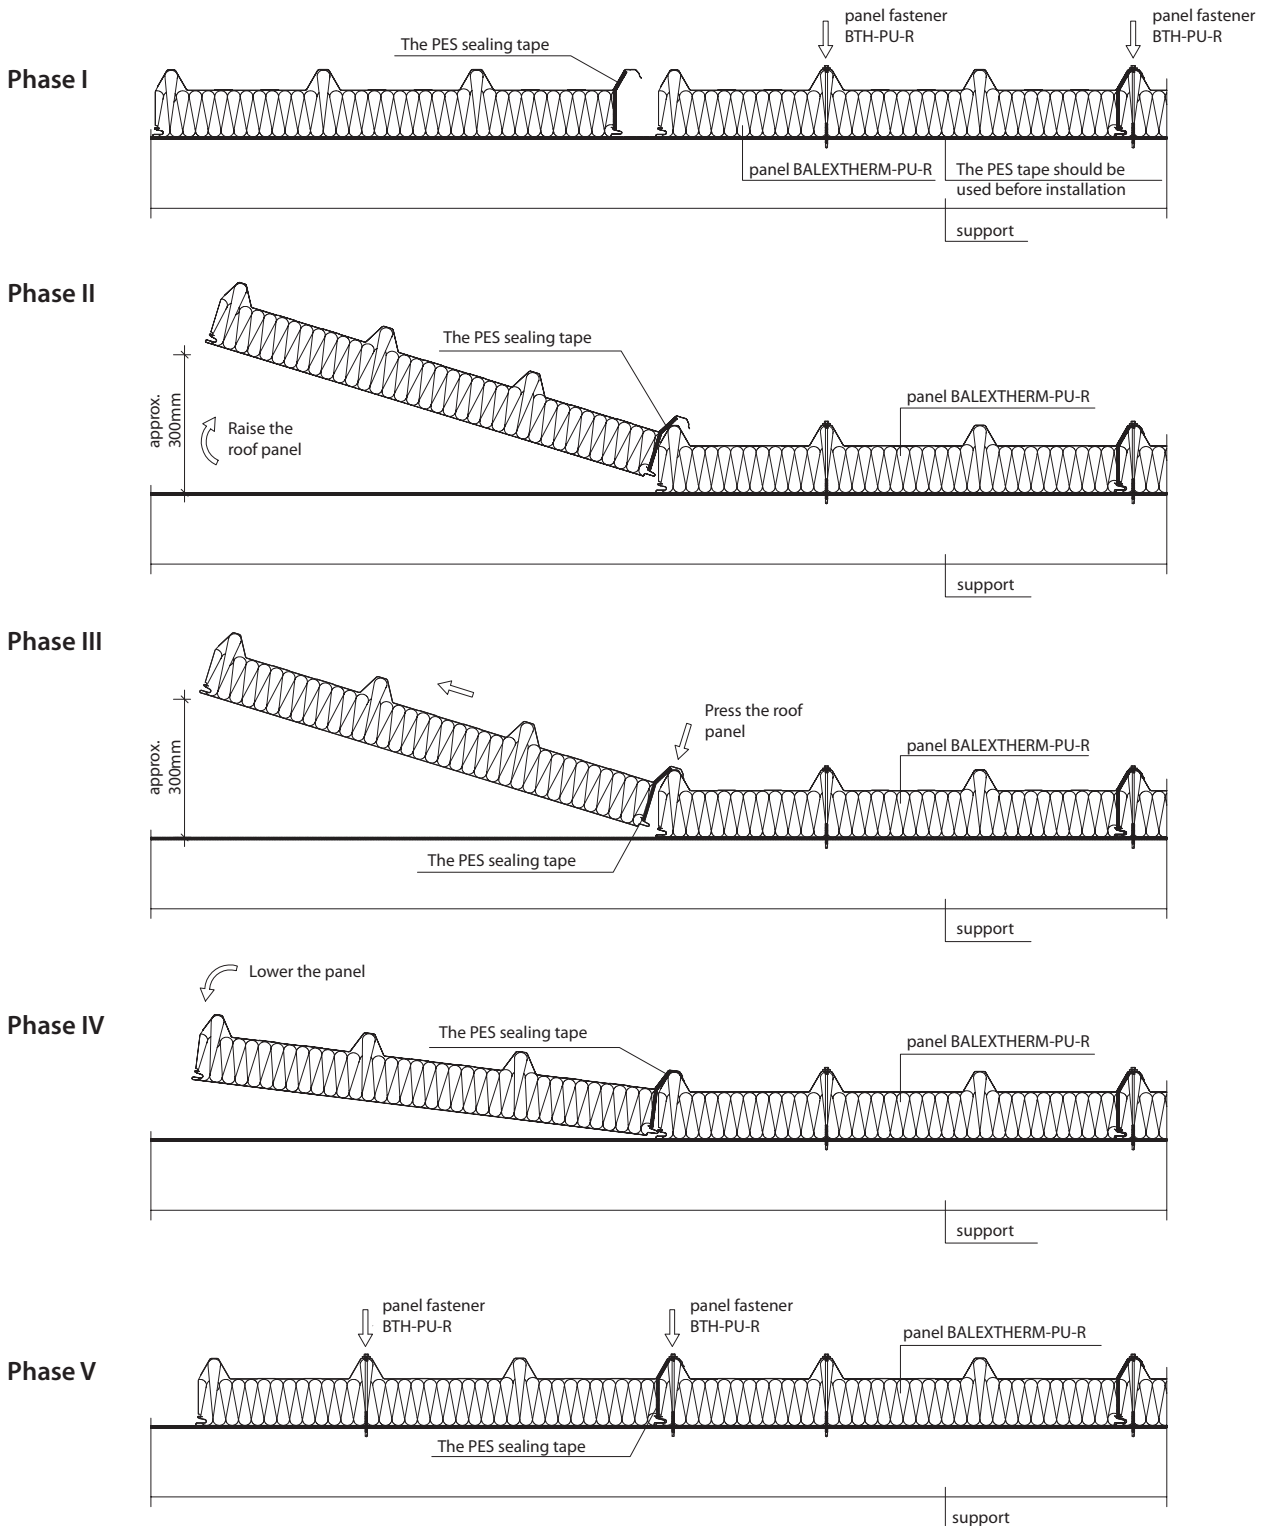 Phase I
The PES sealing tape
panel fastener
BTH-PU-R
panel fastener
BTH-PU-R
panel BALEXTHERM-PU-R
The PES tape should be
used before installation
support
Phase II
approx.
300mm
Raise the
roof panel
The PES sealing tape
panel BALEXTHERM-PU-R
support
Phase III
approx.
300mm
Press the roof
panel
panel BALEXTHERM-PU-R
The PES sealing tape
support
Lower the panel
Phase IV
The PES sealing tape
panel BALEXTHERM-PU-R
support
panel fastener
BTH-PU-R
panel fastener
BTH-PU-R
panel BALEXTHERM-PU-R
Phase V
The PES sealing tape
support